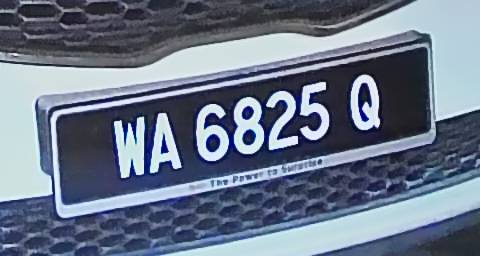 WA 6825 Q
The Power to Surprise